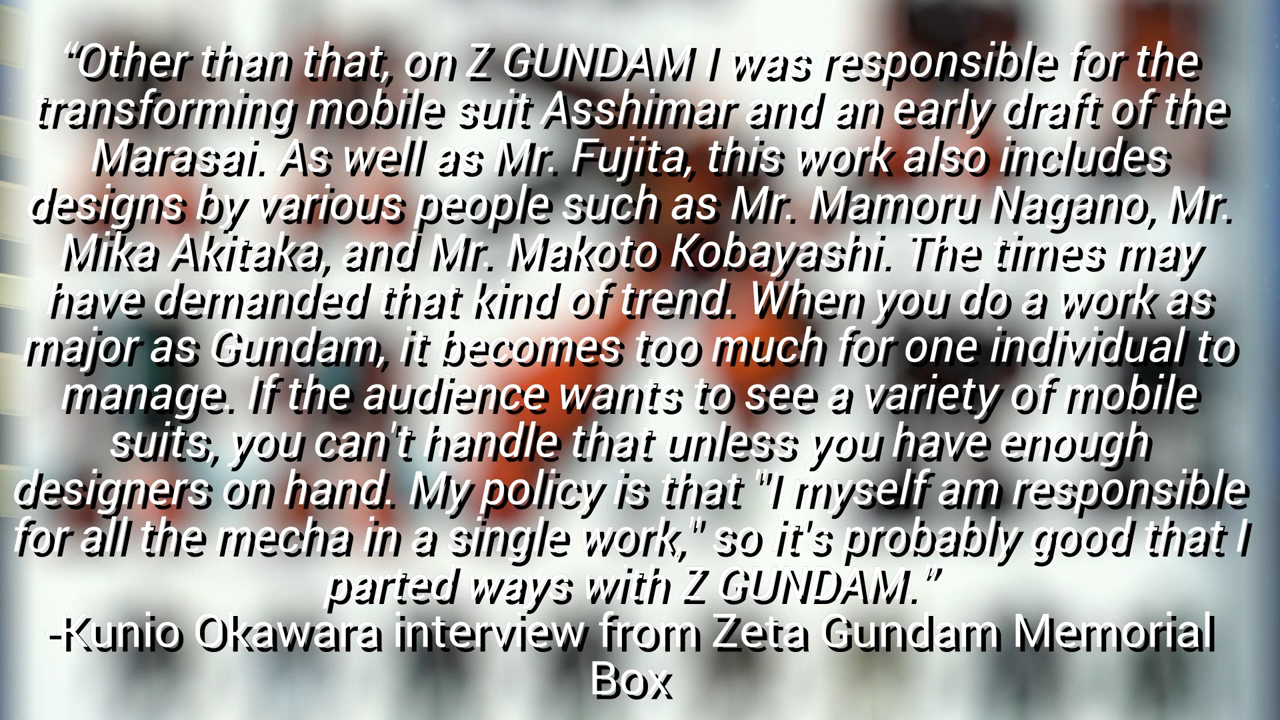 “Other than that, on Z GUNDAM I was responsible for the
transforming mobile suit Asshimar and an early draft of the
Marasai. As well as Mr. Fujita, this work also includes
designs by various people such as Mr. Mamoru Nagano, Mr.
Mika Akitaka, and Mr. Makoto Kobayashi. The times may
have demanded that kind of trend. When you do a work as
major as Gundam, it becomes too much for one individual to
manage. If the audience wants to see a variety of mobile
suits, you can't handle that unless you have enough
designers on hand. My policy is that "I myself am responsible
for all the mecha in a single work," so it's probably good that I
parted ways with Z GUNDAM.”
-Kunio Okawara interview from Zeta Gundam Memorial
Box